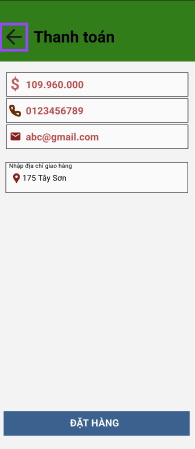 Thanh toán
$ 109.960.000
0123456789
abc@gmail.com
Nhập địa chỉ giao hàng
175 Tây Sơn
ĐẶT HÀNG